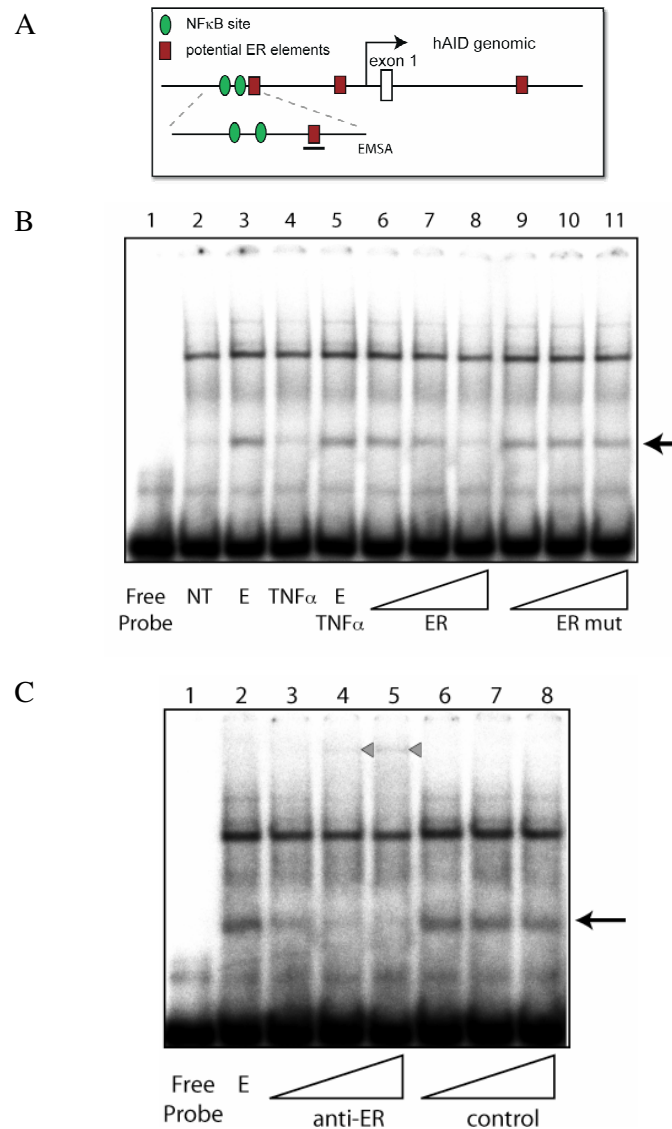 A
NFκB site
potential ER elements
hAID genomic
exon 1
EMSA
B
1 2 3 4 5 6 7 8 9 10 11
Free Probe NT E TNFα E TNFα ER ER mut
C
1 2 3 4 5 6 7 8
Free Probe E anti-ER control